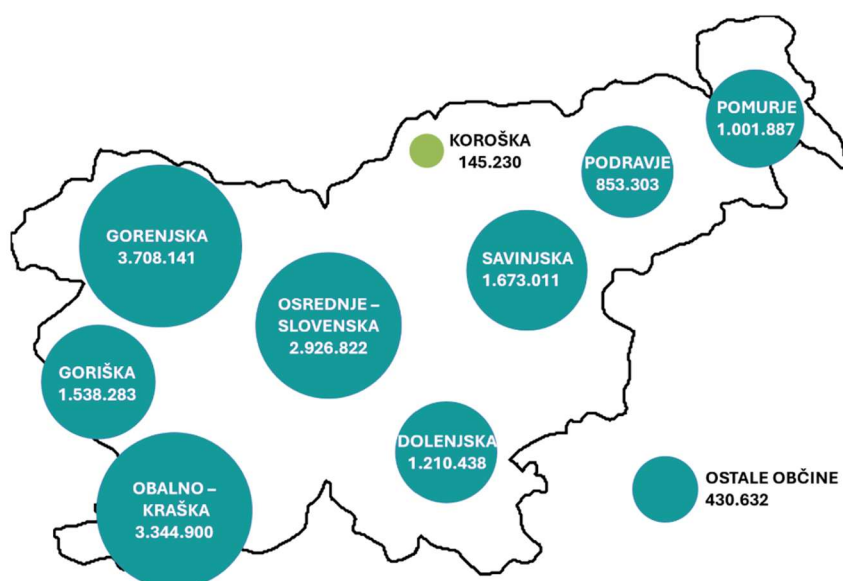 POMURJE
1.001.887
KOROŠKA
145.230
PODRAVJE
853.303
GORENJSKA
3.708.141
SAVINJSKA
1.673.011
OSREDNJE –
SLOVENSKA
2.926.822
GORIŠKA
1.538.283
DOLENJSKA
1.210.438
OBALNO –
KRAŠKA
3.344.900
OSTALE OBČINE
430.632